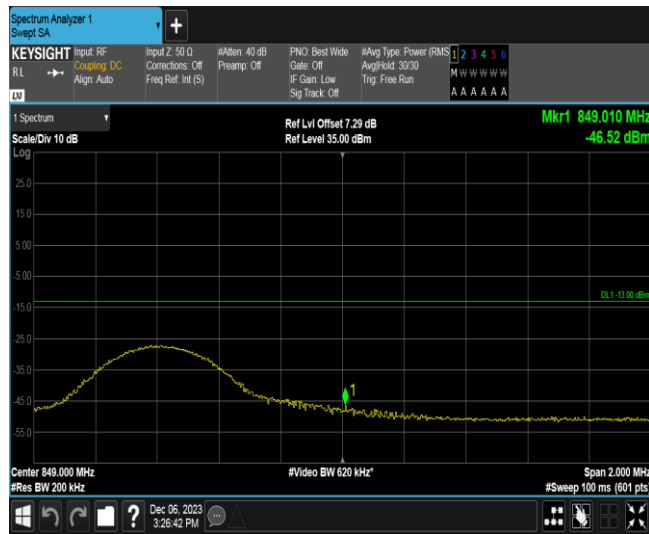 Spectrum Analyzer 1
Swept SA
+
KEYSIGHT
RL
LXI
Input: RF
Coupling: DC
Align: Auto
Input Z: 50 Ω
Corrections: Off
Freq Ref: Int (S)
#Atten: 40 dB
Preamp: Off
PNO: Best Wide
Gate: Off
IF Gain: Low
Sig Track: Off
#Avg Type: Power (RMS
Avg|Hold: 30/30
Trig: Free Run
1 2 3 4 5 6
M W W W W W
A A A A A A
1 Spectrum
Scale/Div 10 dB
Log
Ref Lvl Offset 7.29 dB
Ref Level 35.00 dBm
Mkr1 849.010 MHz
-46.52 dBm
25.0
15.0
5.00
-5.00
DL1 -13.00 dBm
-15.0
-25.0
-35.0
1
-45.0
-55.0
Center 849.000 MHz
#Res BW 200 kHz
#Video BW 620 kHz*
Span 2.000 MHz
#Sweep 100 ms (601 pts)
?
Dec 06, 2023
3:26:42 PM